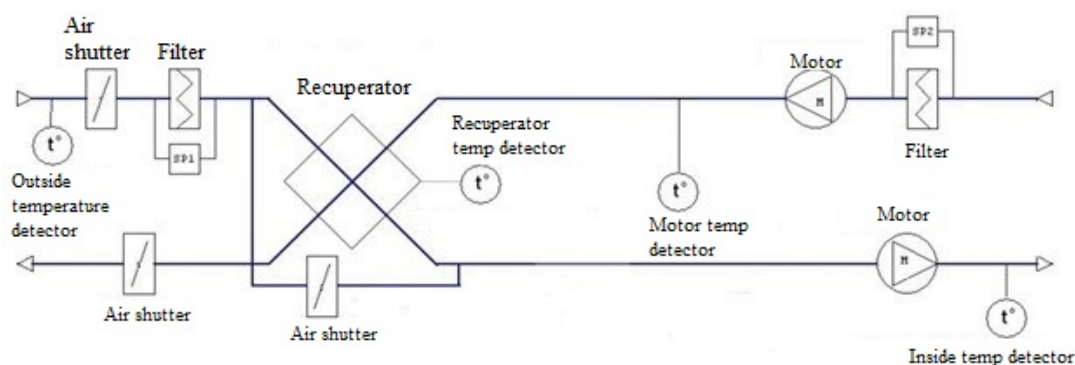 Air
shutter
Filter
Recuperator
Motor
SP2
Filter
t°
SP1
Outside
temperature
detector
Recuperator
temp detector
t°
M
t°
Motor temp
detector
Motor
M
Air shutter
Air shutter
t°
Inside temp detector